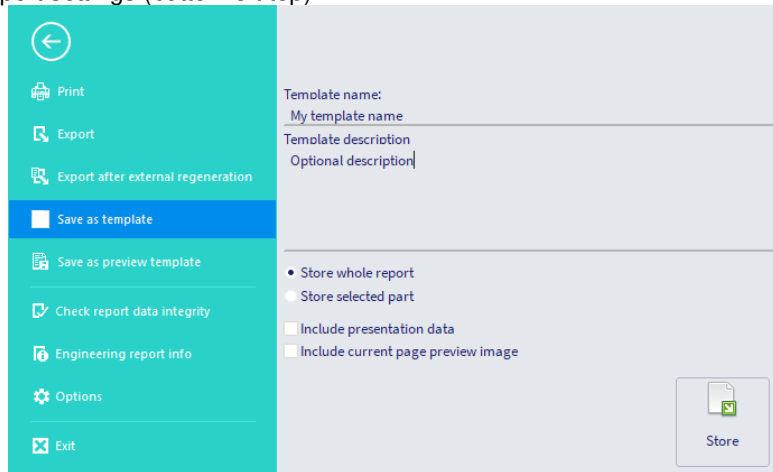 Print
Export
Export after external regeneration
Save as template
Save as preview template
Check report data integrity
Engineering report info
Options
Exit
Template name:
My template name
Template description
Optional description
Store whole report
Store selected part
Include presentation data
Include current page preview image
Store